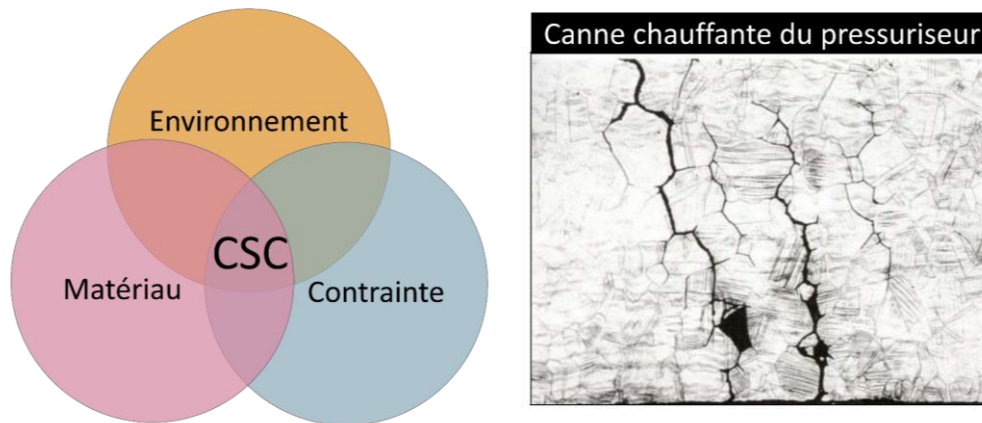 Environnement
CSC
Matériau
Contrainte
Canne chauffante du pressuriseur